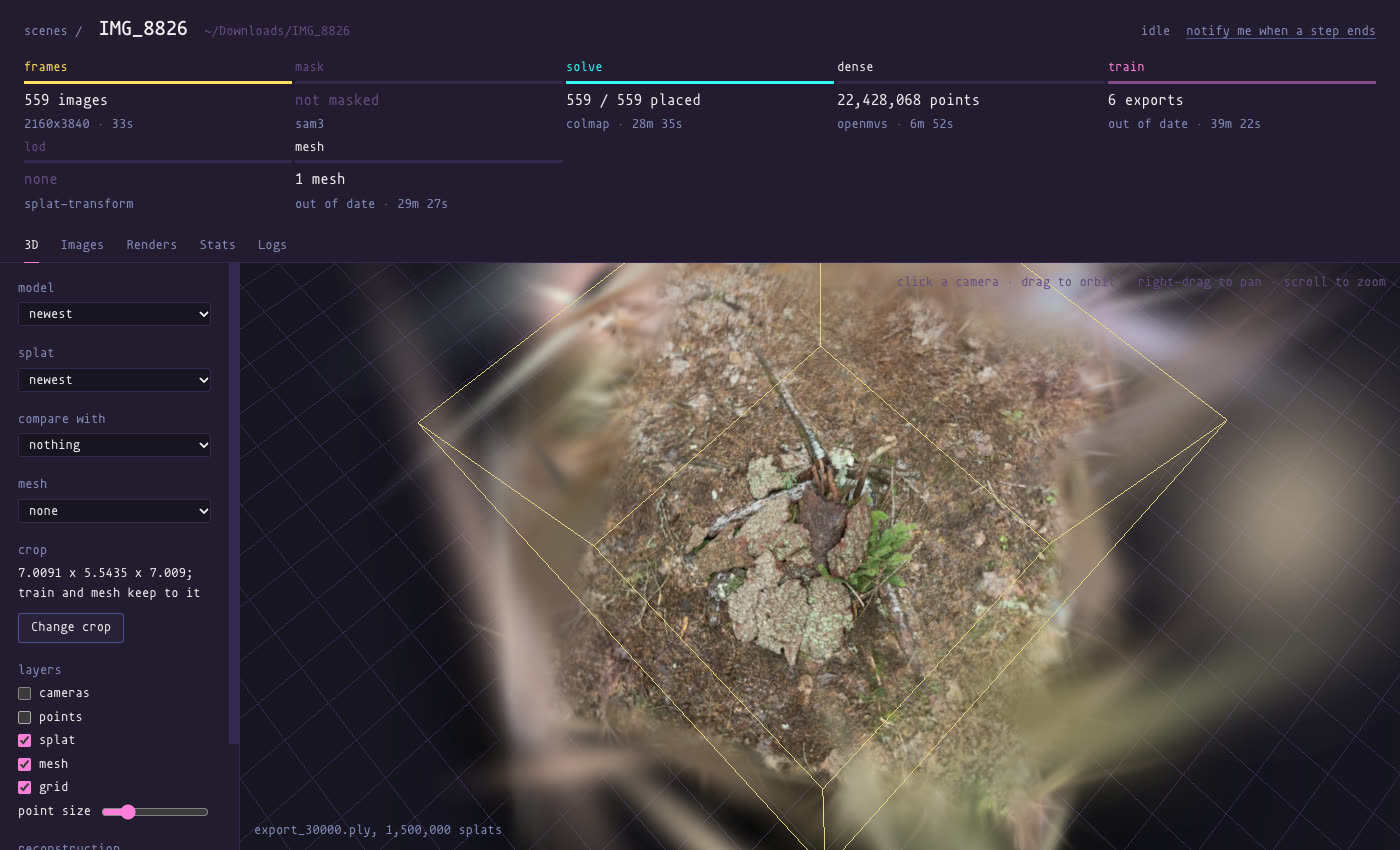 scenes / IMG_8826 ~/Downloads/IMG_8826
idle notify me when a step ends
frames mask solve dense train
559 images not masked 559 / 559 placed 22,428,068 points 6 exports
2160x3840 · 33s sam3 colmap · 28m 35s openmvs · 6m 52s out of date · 39m 22s
lod mesh
none 1 mesh
splat-transform out of date · 29m 27s
3D Images Renders Stats Logs
click a camera · drag to orbit · right-drag to pan · scroll to zoom
model
newest
splat
newest
compare with
nothing
mesh
none
crop
7.0091 x 5.5435 x 7.009;
train and mesh keep to it
Change crop
layers
cameras
points
splat
mesh
grid
point size
export_30000.ply, 1,500,000 splats
reconstruction